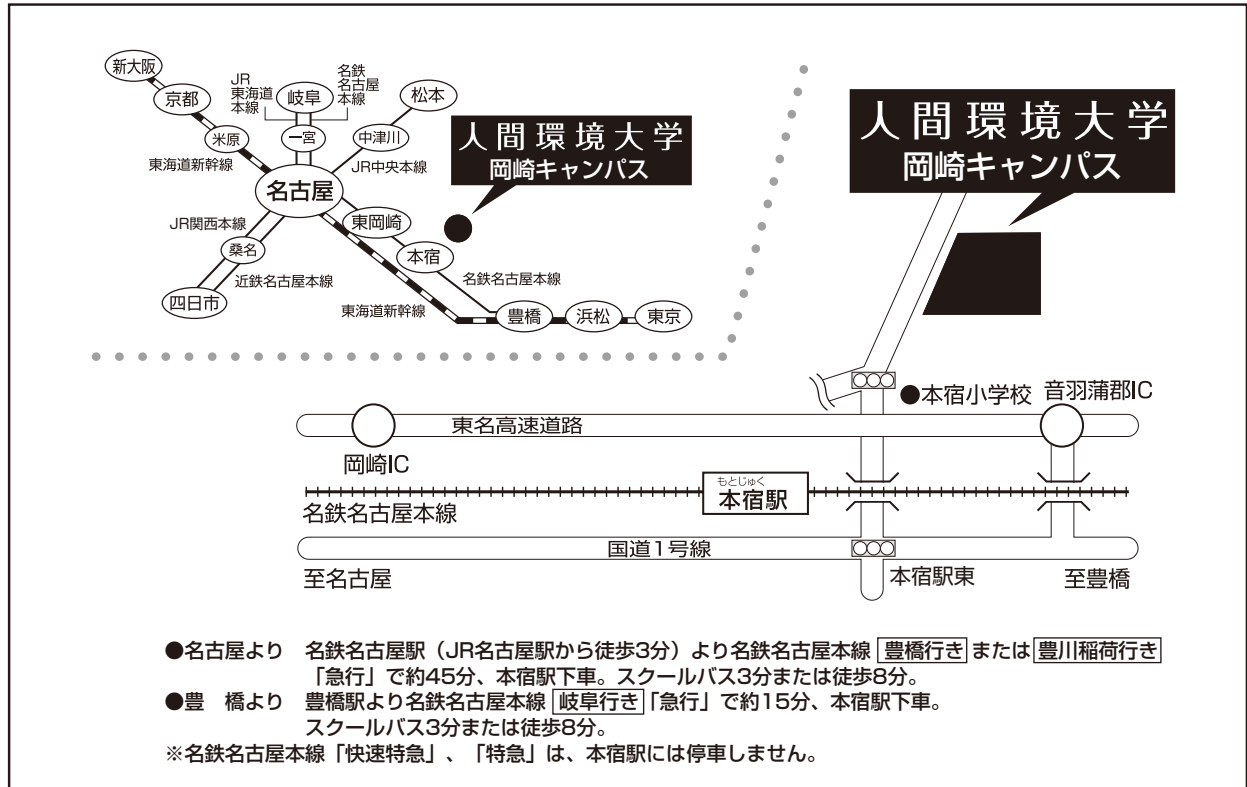 新大阪
京都
米原
東海道新幹線
JR
東海道
本線
岐阜
一宮
名鉄
名古屋
本線
松本
中津川
JR中央本線
名古屋
人間環境大学
岡崎キャンパス
JR関西本線
桑名
近鉄名古屋本線
四日市
東岡崎
本宿
名鉄名古屋本線
東海道新幹線
豊橋
浜松
東京
人間環境大学
岡崎キャンパス
●本宿小学校
音羽蒲郡IC
東名高速道路
岡崎IC
もとじゅく
本宿駅
名鉄名古屋本線
国道1号線
至名古屋
本宿駅東
至豊橋
●名古屋より 名鉄名古屋駅（JR名古屋駅から徒歩3分）より名鉄名古屋本線 豊橋行き または 豊川稲荷行き
「急行」で約45分、本宿駅下車。スクールバス3分または徒歩8分。
●豊 橋より 豊橋駅より名鉄名古屋本線 岐阜行き 「急行」で約15分、本宿駅下車。
スクールバス3分または徒歩8分。
※名鉄名古屋本線「快速特急」、「特急」は、本宿駅には停車しません。